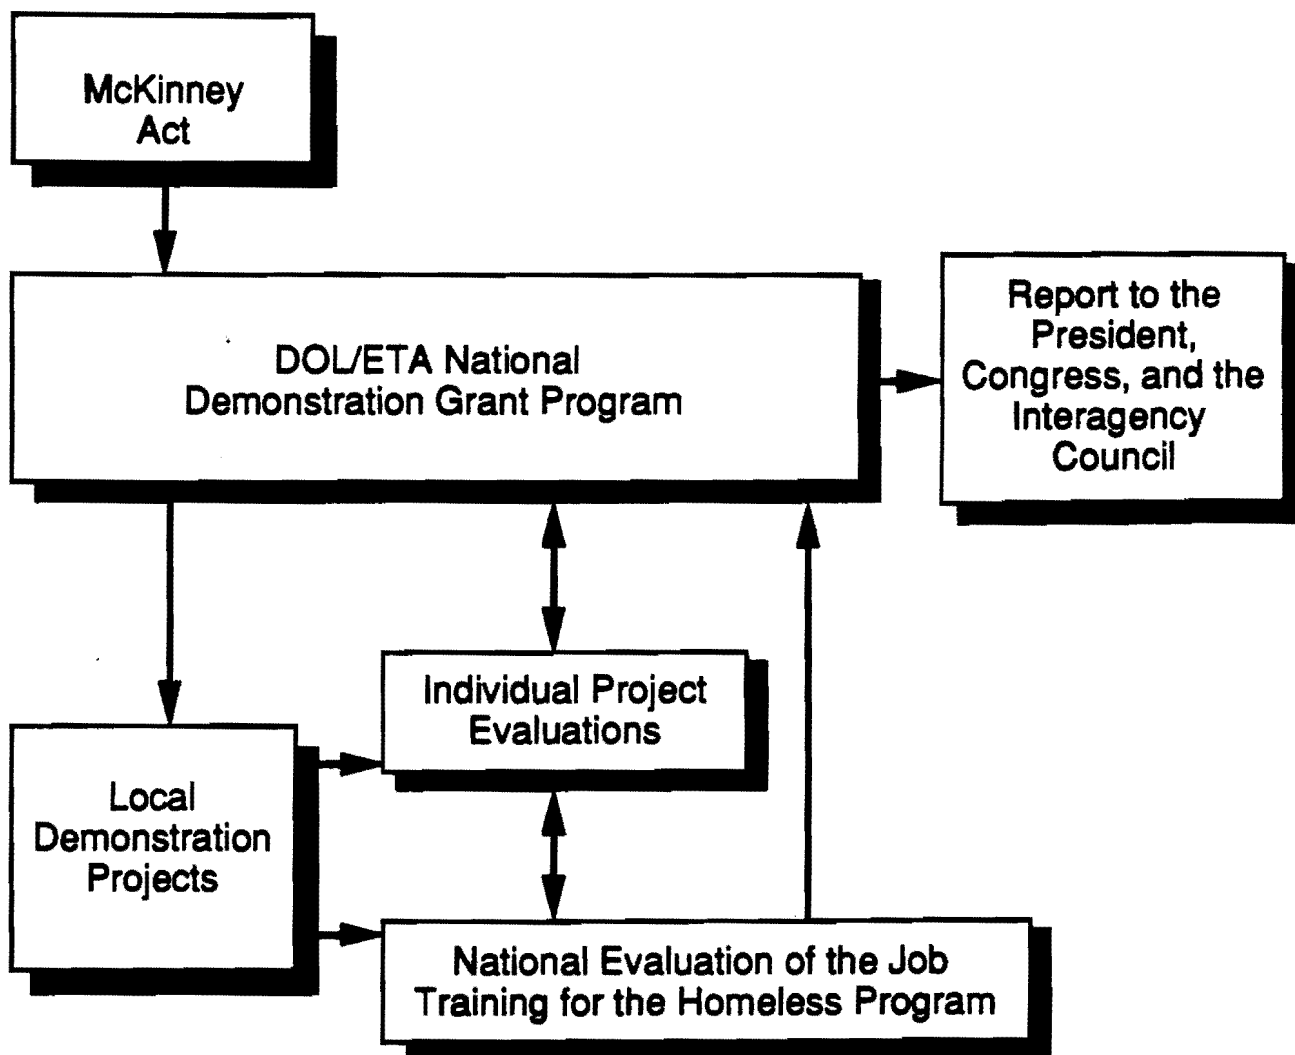 McKinney
Act
DOL/ETA National
Demonstration Grant Program
Report to the
President,
Congress, and the
Interagency
Council
Individual Project
Evaluations
Local
Demonstration
Projects
National Evaluation of the Job
Training for the Homeless Program